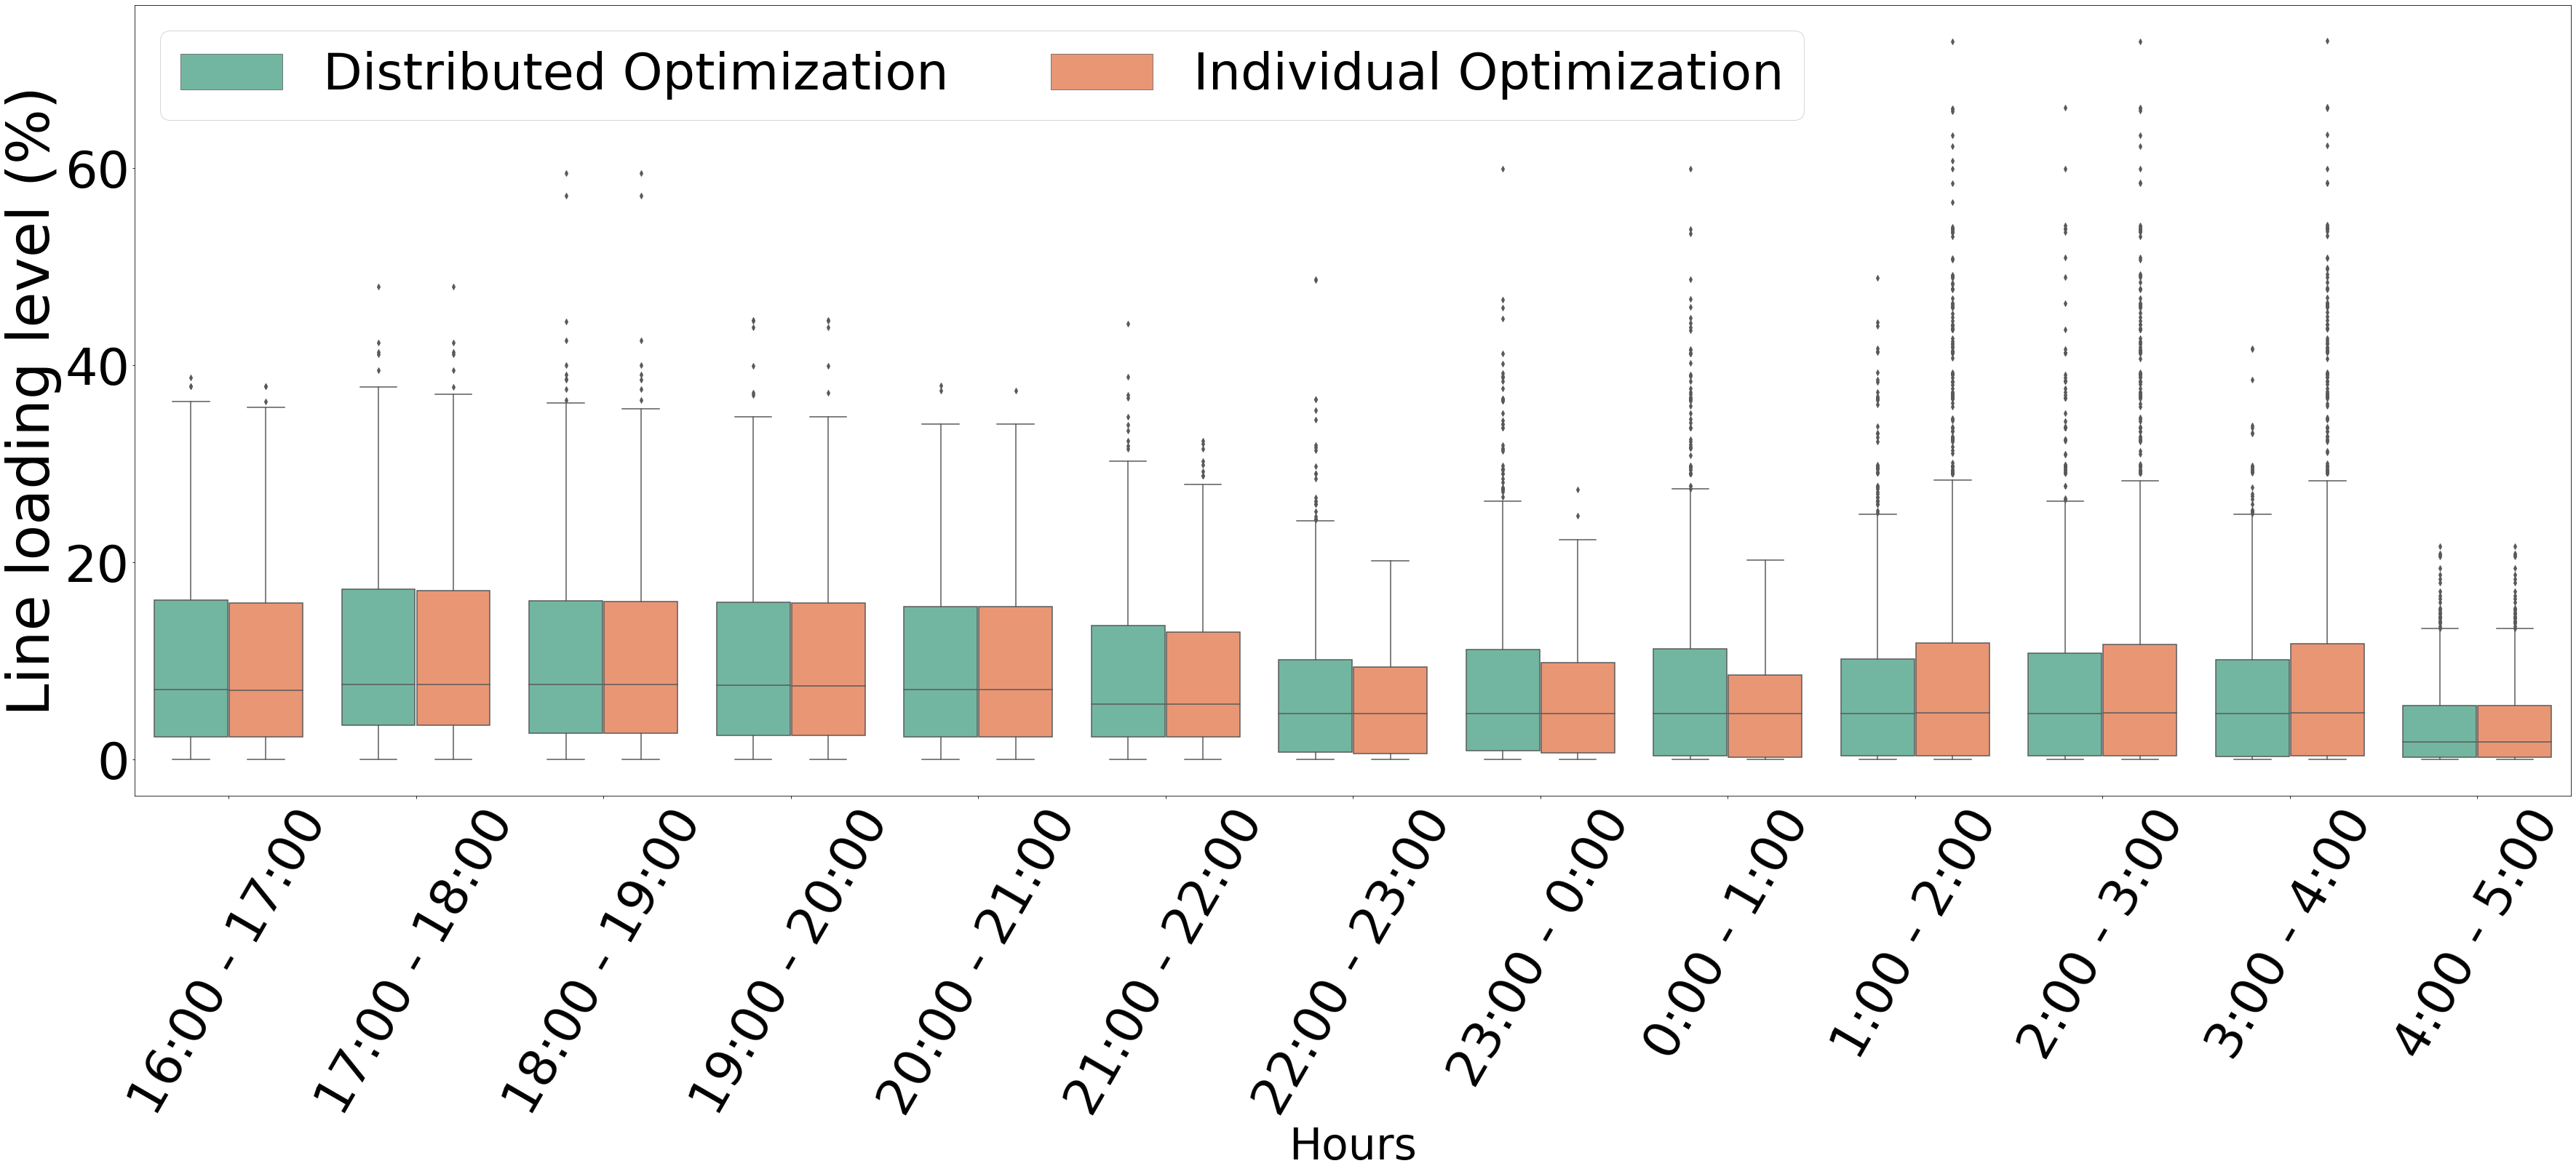 Distributed Optimization
Individual Optimization
Line loading level (%)
60
40
20
0
16:00 - 17:00
17:00 - 18:00
18:00 - 19:00
19:00 - 20:00
20:00 - 21:00
21:00 - 22:00
22:00 - 23:00
23:00 - 0:00
0:00 - 1:00
1:00 - 2:00
2:00 - 3:00
3:00 - 4:00
4:00 - 5:00
Hours